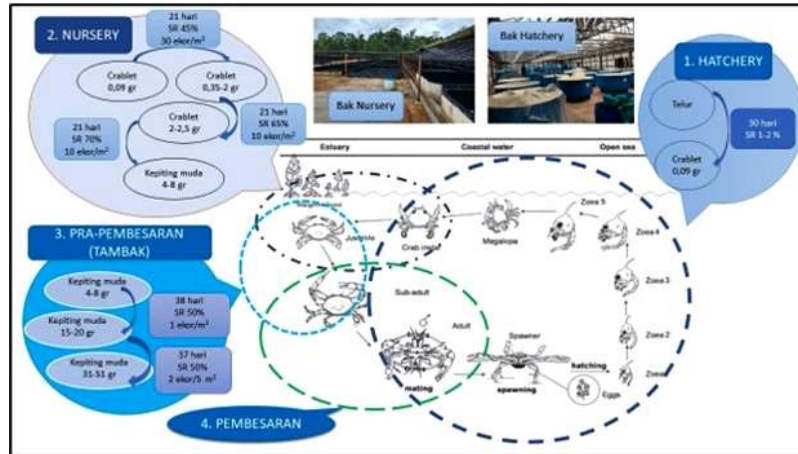 2. NURSERY
21 hari
SR 45%
30 ekor/m²
Crablet
0,09 gr
Crablet
0,35-2 gr
Crablet
2-2,5 gr
21 hari
SR 65%
10 ekor/m²
21 hari
SR 70%
10 ekor/m²
Kepiting muda
4-8 gr
Bak Nursery
Bak Hatchery
1. HATCHERY
Telur
30 hari
SR 1-2 %
Crablet
0,09 gr
Estuary
Coastal water
Open sea
Juvenile
Crab
Megalopa
Zoea 5
Zoea 4
Zoea 3
Zoea 2
Zoea
Sub-adult
Adult
mating
Spawner
spawning
hatching
Eggs
3. PRA-PEMBESARAN
(TAMBAK)
Kepiting muda
4-8 gr
38 hari
SR 50%
1 ekor/m²
Kepiting muda
15-20 gr
37 hari
SR 50%
2 ekor/5 m²
Kepiting muda
31-51 gr
4. PEMBESARAN